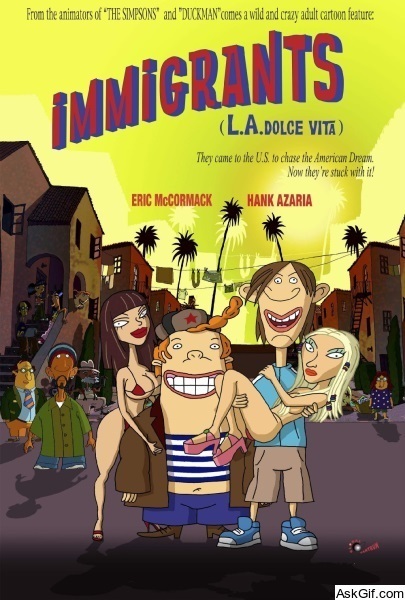 From the animators of "THE SIMPSONS" and "DUCKMAN"comes a wild and crazy adult cartoon feature:
iMMiGRANTS
(L.A.DOLCE VITA)
They came to the U.S. to chase the American Dream.
Now they're stuck with it!
ERIC McCORMACK HANK AZARIA
AskGif.com